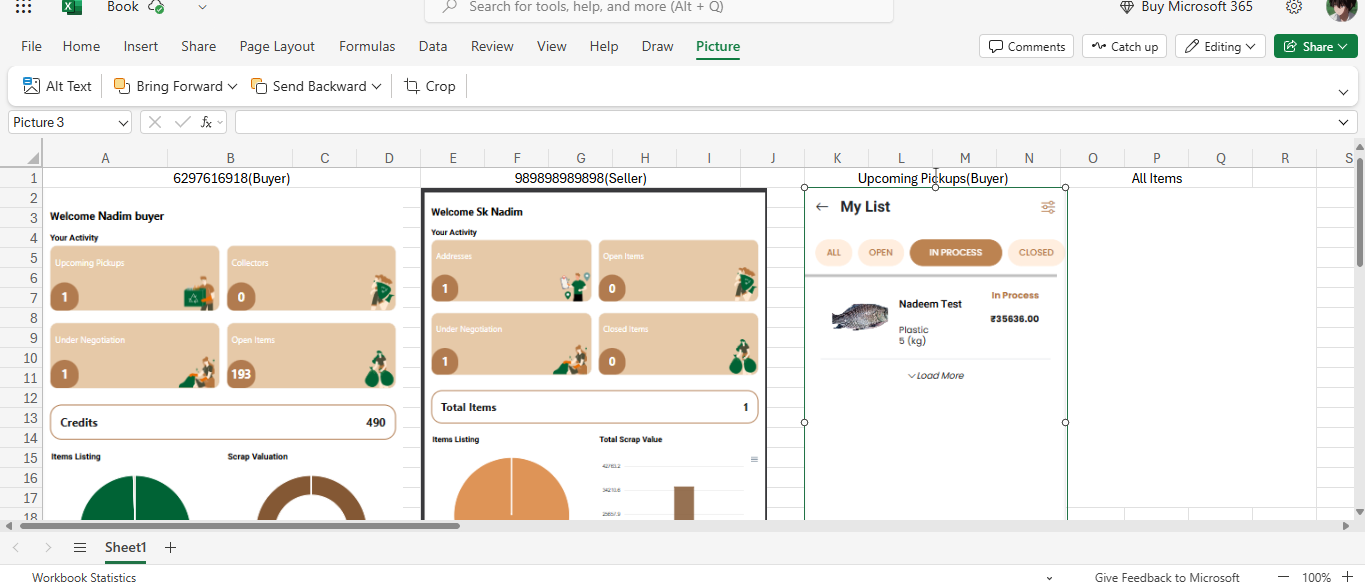 Book
Search for tools, help, and more (Alt + Q)
Buy Microsoft 365
File Home Insert Share Page Layout Formulas Data Review View Help Draw Picture
Comments Catch up Editing Share
Alt Text Bring Forward Send Backward Crop
Picture 3
fx
A B C D E F G H I J K L M N O P Q R S
1 6297616918(Buyer) 989898989898(Seller) Upcoming Pickups(Buyer) All Items
2
3
4
5
6
7
8
9
10
11
12
13
14
15
16
17
18
Welcome Nadim buyer
Your Activity
Upcoming Pickups Collectors
1 0
Under Negotiation Open Items
1 193
Credits 490
Items Listing Scrap Valuation
Welcome Sk Nadim
Your Activity
Addresses Open Items
1 0
Under Negotiation Closed Items
1 0
Total Items 1
Items Listing Total Scrap Value
42763.2
34210.6
25657.9
← My List
ALL OPEN IN PROCESS CLOSED
Nadeem Test In Process
₹35636.00
Plastic
5 (kg)
Load More
Sheet1
Workbook Statistics Give Feedback to Microsoft 100%